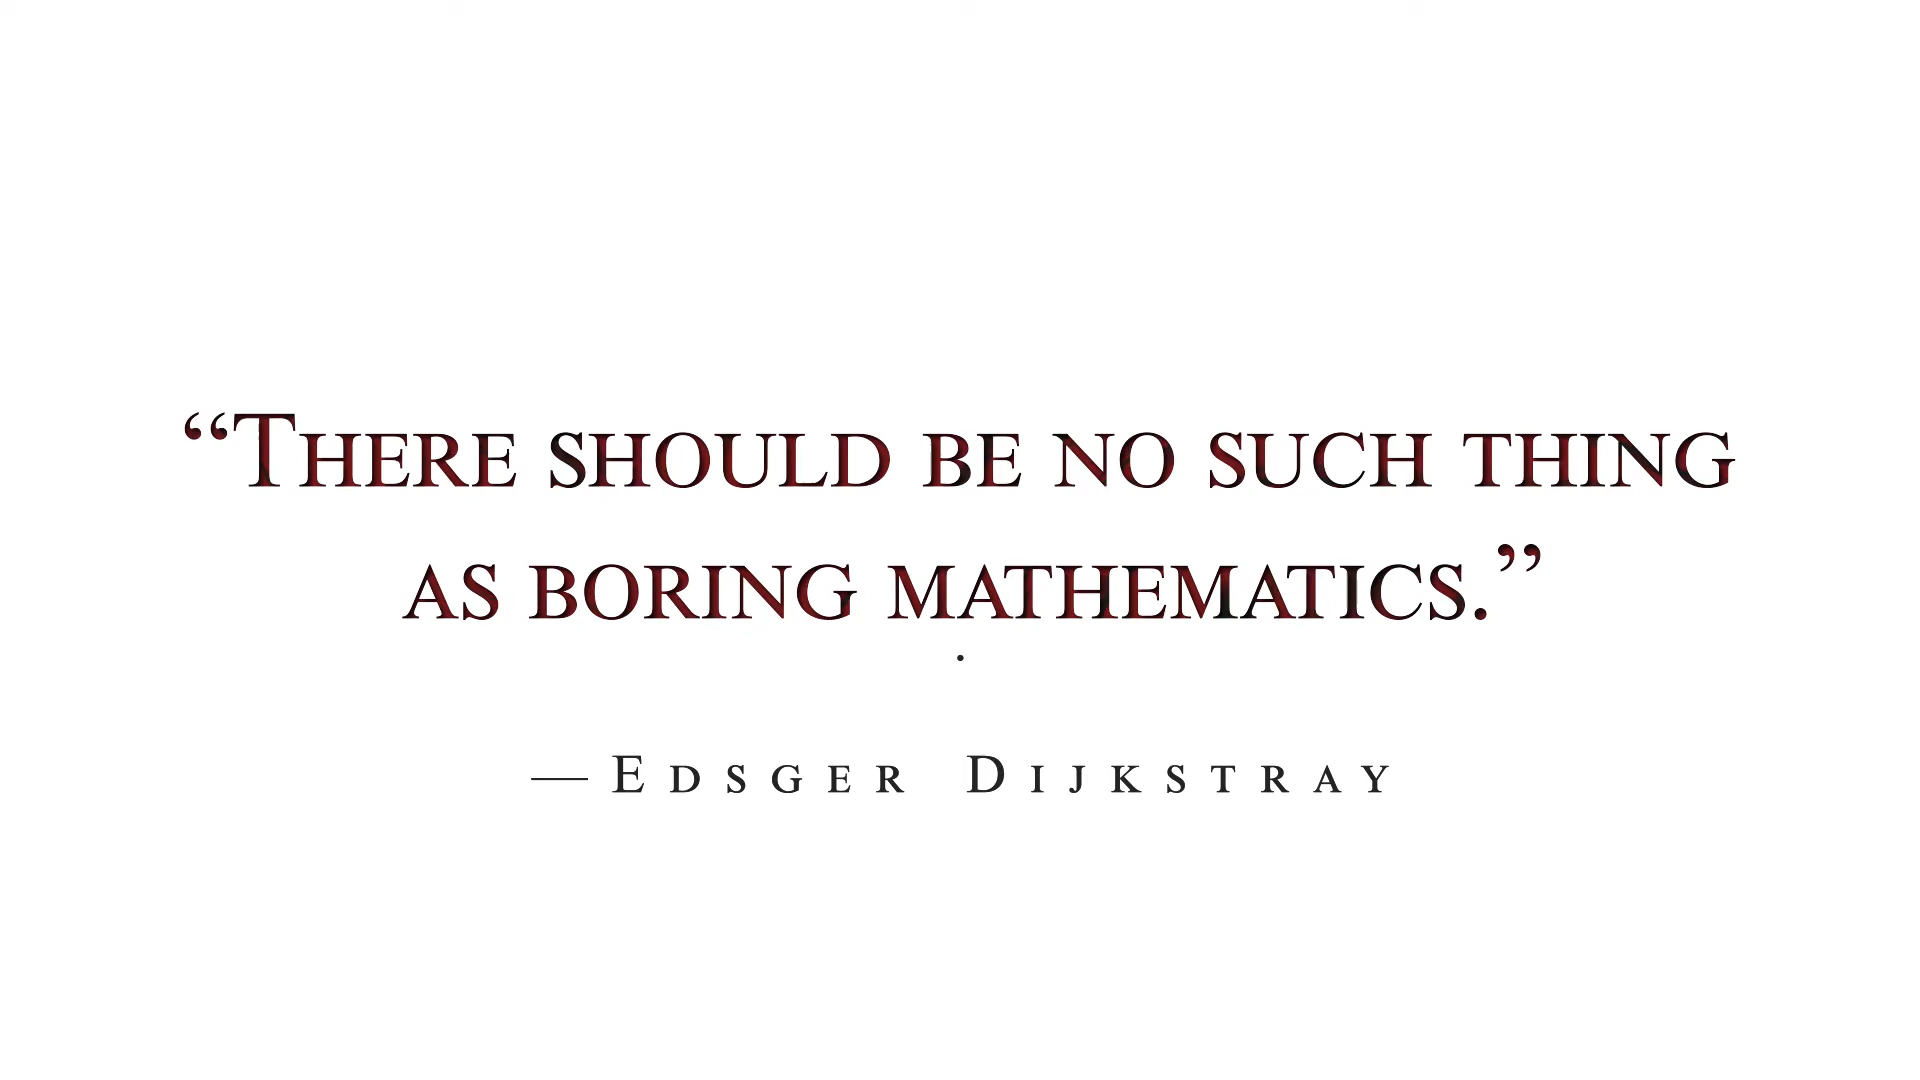 “There should be no such thing
as boring mathematics.”
.
— Edsger Dijkstray